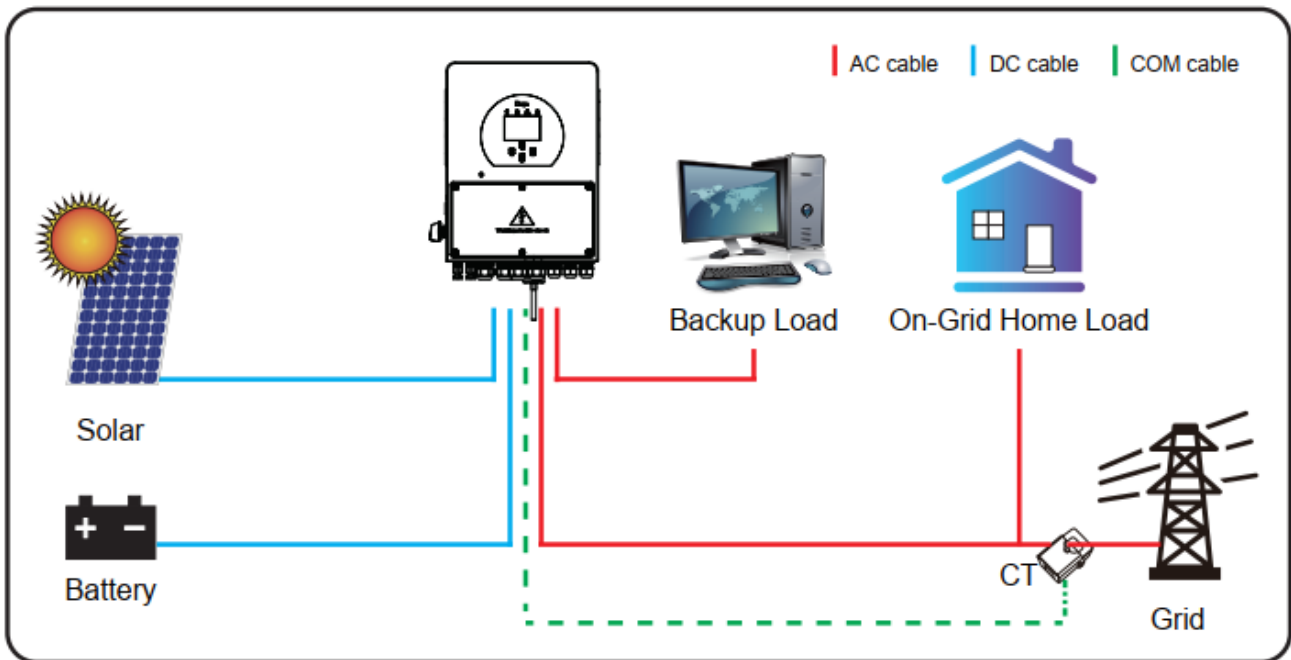 AC cable
DC cable
COM cable
Backup Load
On-Grid Home Load
Solar
Battery
CT
Grid